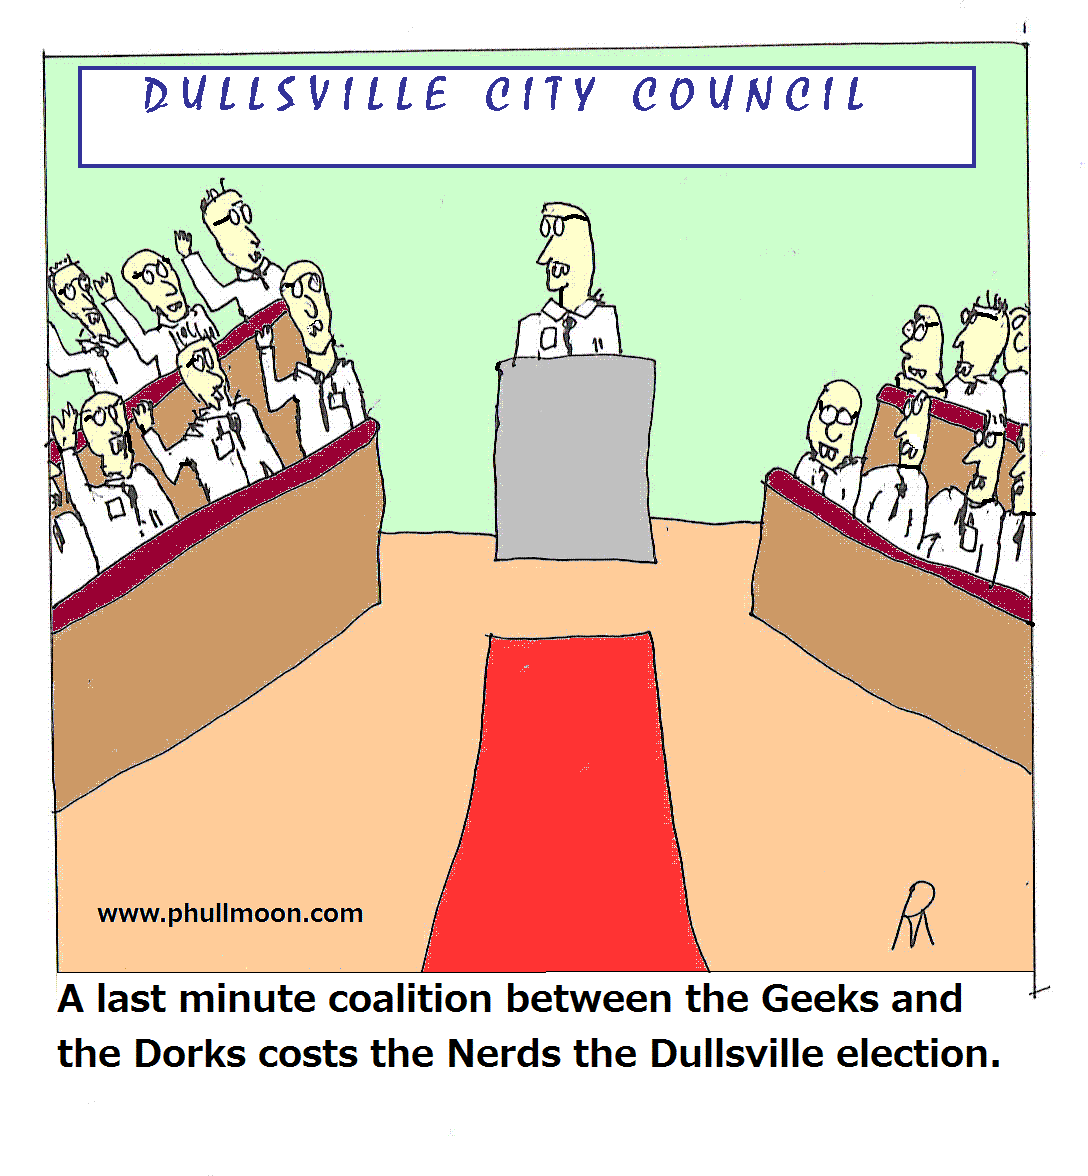 DULLSVILLE CITY COUNCIL
www.phullmoon.com
A last minute coalition between the Geeks and
the Dorks costs the Nerds the Dullsville election.